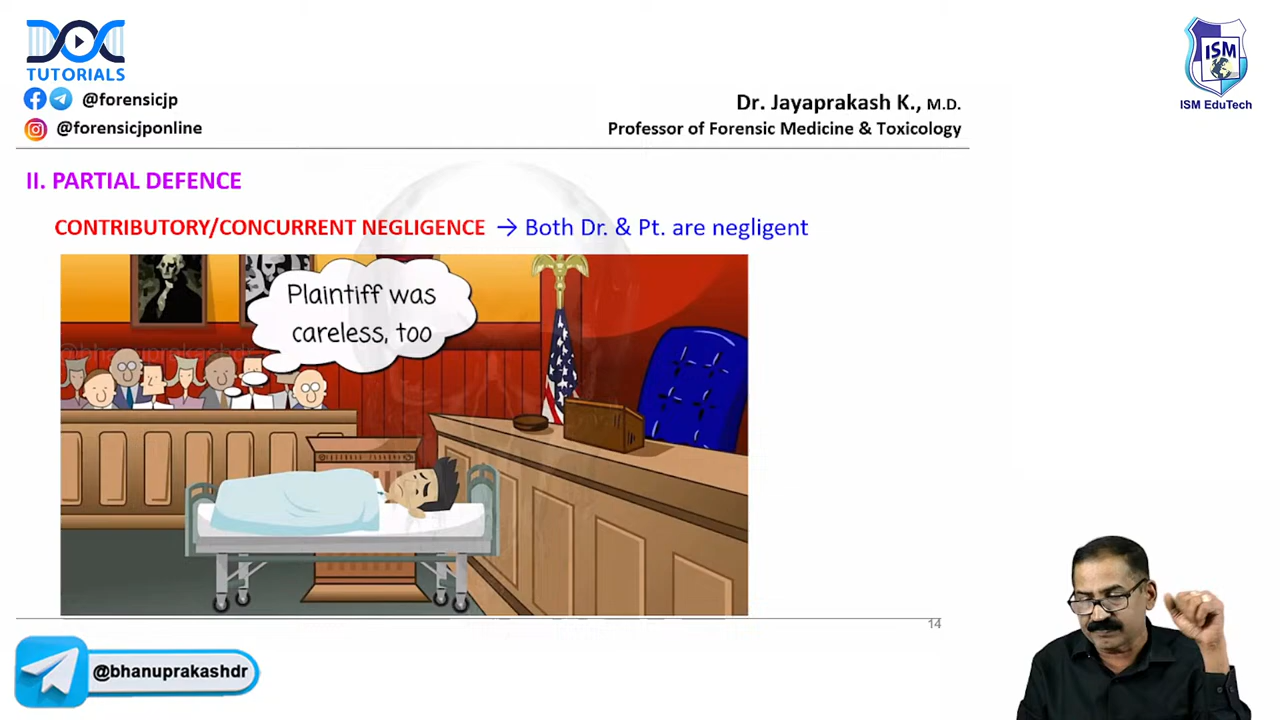 DOC
TUTORIALS
@forensicjp
@forensicjponline
Dr. Jayaprakash K., M.D.
Professor of Forensic Medicine & Toxicology
ISM
ISM EduTech
II. PARTIAL DEFENCE
CONTRIBUTORY/CONCURRENT NEGLIGENCE → Both Dr. & Pt. are negligent
Plaintiff was
careless, too
@bhanuprakashdr
14
@bhanuprakashdr